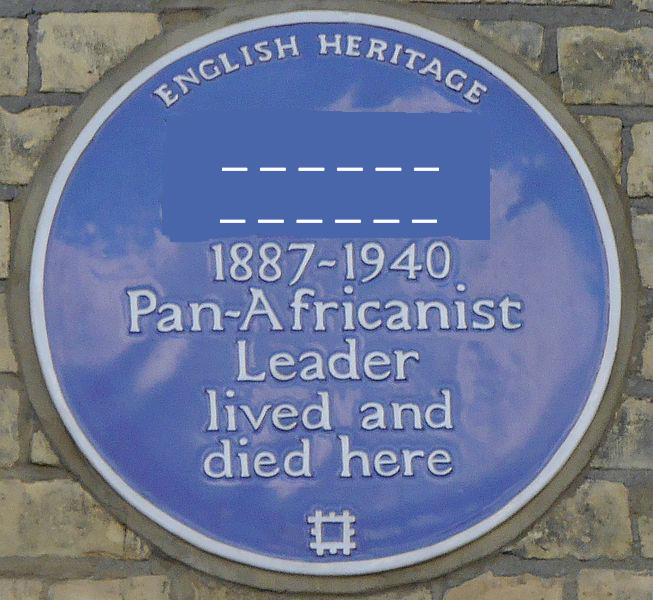 ENGLISH HERITAGE
_ _ _ _ _ _
_ _ _ _ _ _
1887-1940
Pan-Africanist
Leader
lived and
died here